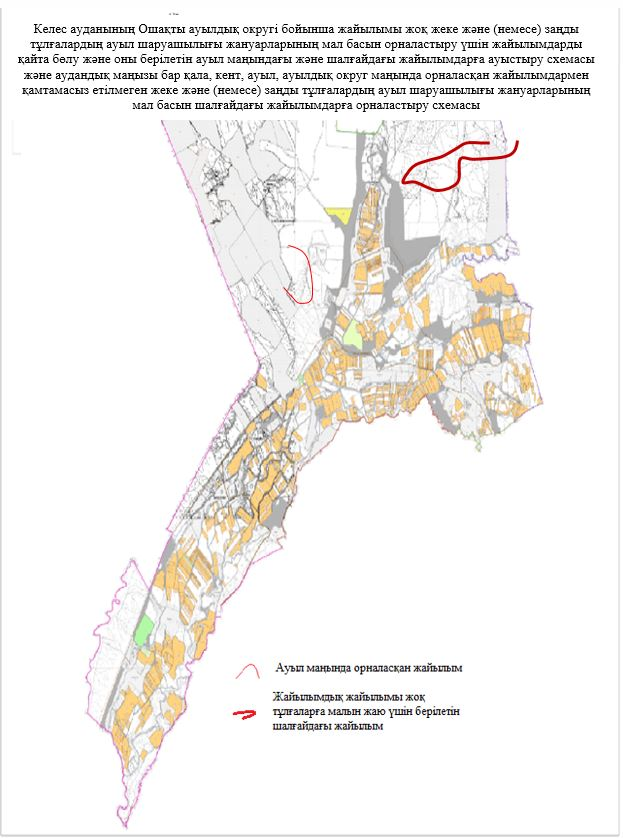 Келес ауданының Ошақты ауылдық округі бойынша жайылымы жоқ жеке және (немесе) заңды
тұлғалардың ауыл шаруашылығы жануарларының мал басын орналастыру үшін жайылымдарды
қайта бөлу және оны берілетін ауыл маңындағы және шалғайдағы жайылымдарға ауыстыру схемасы
және аудандық маңызы бар қала, кент, ауыл, ауылдық округ маңында орналасқан жайылымдармен
қамтамасыз етілмеген жеке және (немесе) заңды тұлғалардың ауыл шаруашылығы жануарларының
мал басын шалғайдағы жайылымдарға орналастыру схемасы
Ауыл маңында орналасқан жайылым
Жайылымдық жайылымы жоқ
тұлғаларға малын жаю үшін берілетін
шалғайдағы жайылым